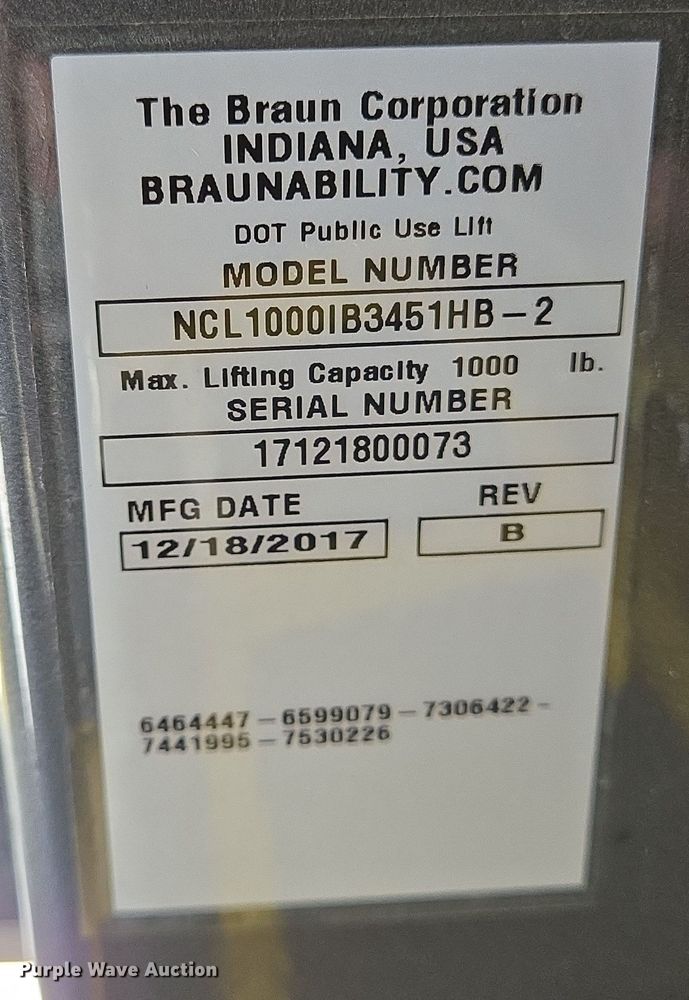 The Braun Corporation
INDIANA, USA
BRAUNABILITY.COM
DOT Public Use Lift
MODEL NUMBER
NCL1000IB3451HB-2
Max. Lifting Capacity 1000 lb.
SERIAL NUMBER
17121800073
MFG DATE REV
12/18/2017 B
6464447-6599079-7306422-
7441995-7530226
Purple Wave Auction